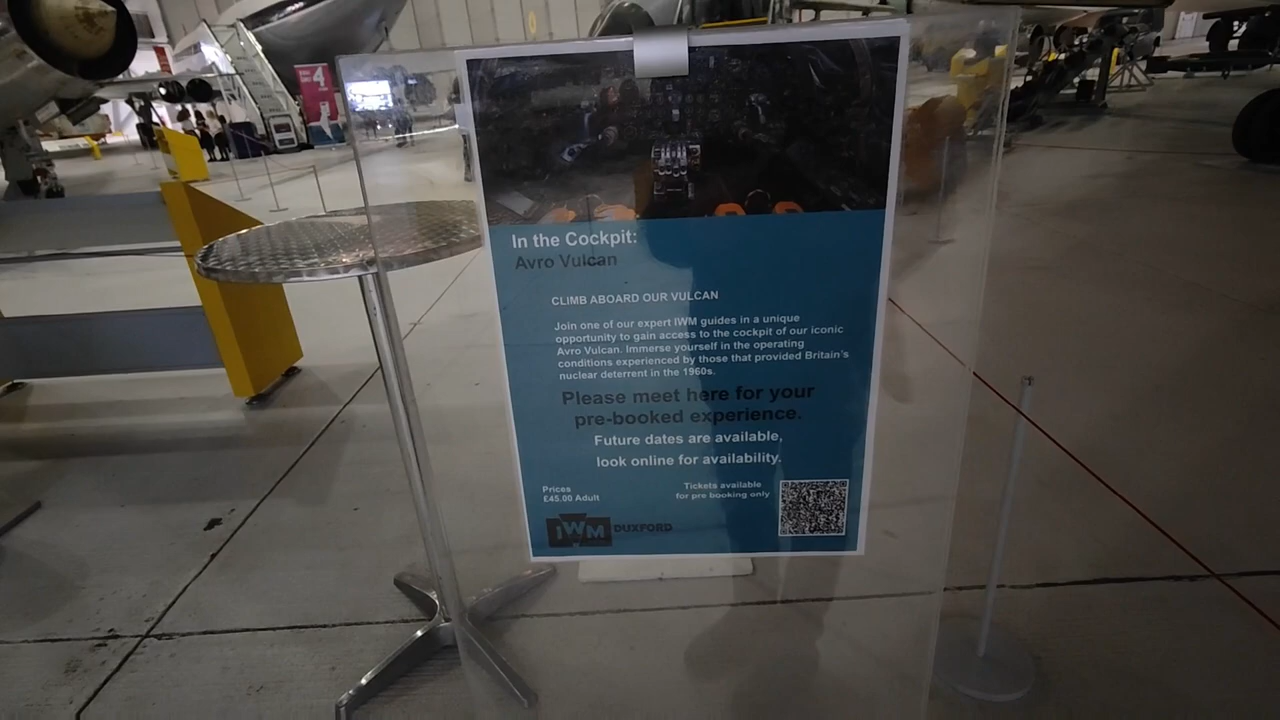 In the Cockpit:
Avro Vulcan
CLIMB ABOARD OUR VULCAN
Join one of our expert IWM guides in a unique
opportunity to gain access to the cockpit of our iconic
Avro Vulcan. Immerse yourself in the operating
conditions experienced by those that provided Britain's
nuclear deterrent in the 1960s.
Please meet here for your
pre-booked experience.
Future dates are available,
look online for availability.
Prices
£45.00 Adult
Tickets available
for pre booking only
IWM DUXFORD
4